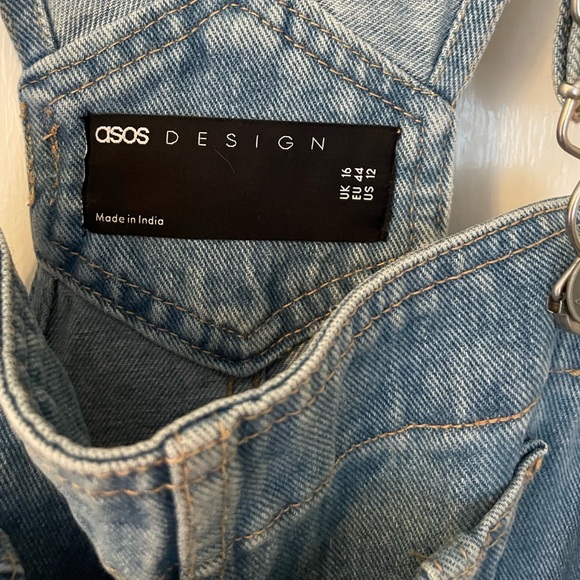 asos DESIGN
UK 16
EU 44
US 12
Made in India